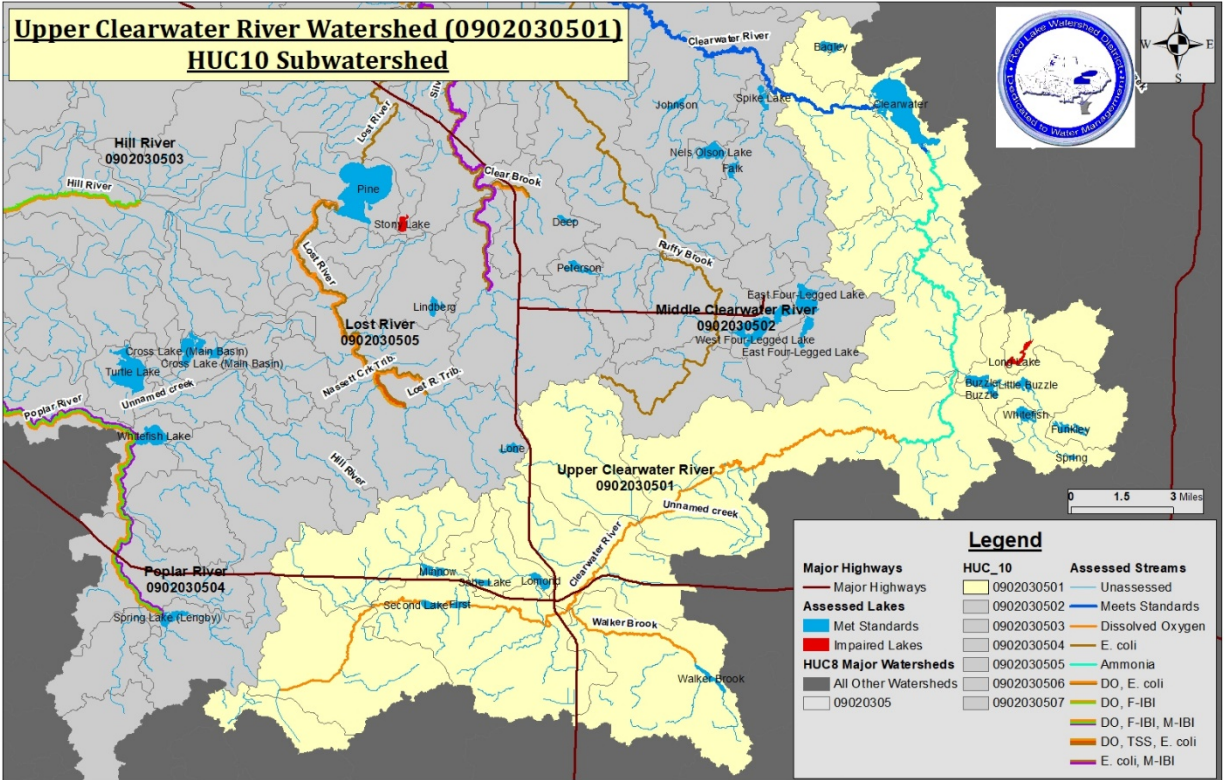 Upper Clearwater River Watershed (0902030501)
HUC10 Subwatershed
Red Lake Watershed District
Dedicated to Water Management
N
W
E
S
Clearwater River
Bagley
Clearwater
Johnson
Spike Lake
Nels Olson Lake
Falk
Hill River
0902030503
Hill River
Lost River
Silv
Clear Brook
Pine
Stony Lake
Deep
Ruffy Brook
Peterson
Lost River
Lindberg
Lost River
0902030505
Middle Clearwater River
0902030502
East Four-Legged Lake
West Four-Legged Lake
East Four-Legged Lake
Cross Lake (Main Basin)
Cross Lake (Main Basin)
Turtle Lake
Unnamed creek
Nassett Crk Trib.
Lost R. Trib.
Poplar River
Whitefish Lake
Hill River
Lone
Long Lake
Buzzle
Buzzle
Little Buzzle
Whitefish
Funkley
Spring
Upper Clearwater River
0902030501
Unnamed creek
Clearwater River
Poplar River
0902030504
Spring Lake (Lengby)
Minnow
Lomond
Second Lake
First
Walker Brook
Walker Brook
0 1.5 3 Miles
Legend
Major Highways
Major Highways
Assessed Lakes
Met Standards
Impaired Lakes
HUC8 Major Watersheds
All Other Watersheds
09020305
HUC_10
0902030501
0902030502
0902030503
0902030504
0902030505
0902030506
0902030507
Assessed Streams
Unassessed
Meets Standards
Dissolved Oxygen
E. coli
Ammonia
DO, E. coli
DO, F-IBI
DO, F-IBI, M-IBI
DO, TSS, E. coli
E. coli, M-IBI